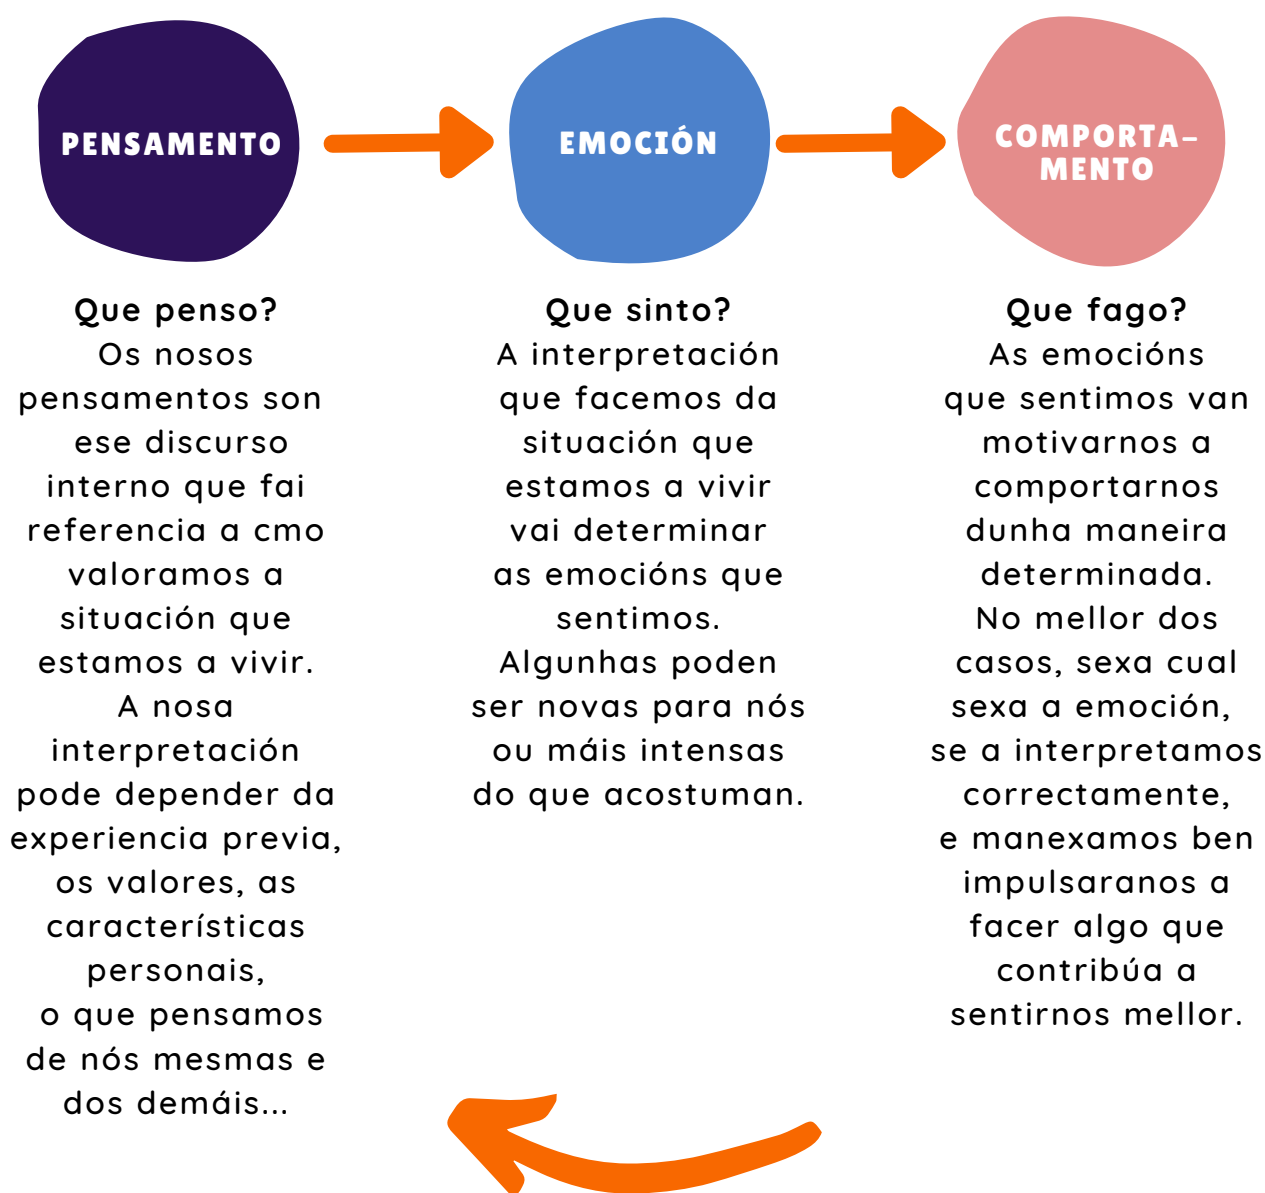 PENSAMENTO
EMOCIÓN
COMPORTA-
MENTO
Que penso?
Os nosos
pensamentos son
ese discurso
interno que fai
referencia a cmo
valoramos a
situación que
estamos a vivir.
A nosa
interpretación
pode depender da
experiencia previa,
os valores, as
características
personais,
o que pensamos
de nós mesmas e
dos demáis...
Que sinto?
A interpretación
que facemos da
situación que
estamos a vivir
vai determinar
as emocións que
sentimos.
Algunhas poden
ser novas para nós
ou máis intensas
do que acostuman.
Que fago?
As emocións
que sentimos van
motivarnos a
comportarnos
dunha maneira
determinada.
No mellor dos
casos, sexa cual
sexa a emoción,
se a interpretamos
correctamente,
e manexamos ben
impulsaranos a
facer algo que
contribúa a
sentirnos mellor.